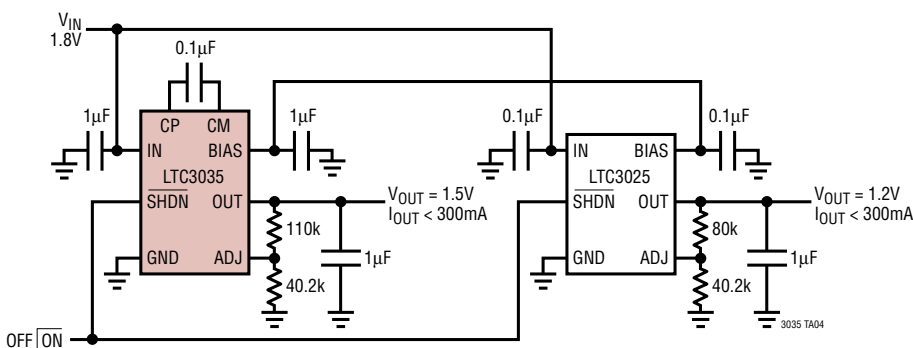 VIN
1.8V
0.1µF
1µF
CP CM
1µF
IN BIAS
LTC3035
SHDN OUT
GND ADJ
110k
40.2k
1µF
VOUT = 1.5V
IOUT < 300mA
0.1µF
0.1µF
IN BIAS
LTC3025
SHDN OUT
GND ADJ
80k
40.2k
1µF
VOUT = 1.2V
IOUT < 300mA
OFF ON
3035 TA04